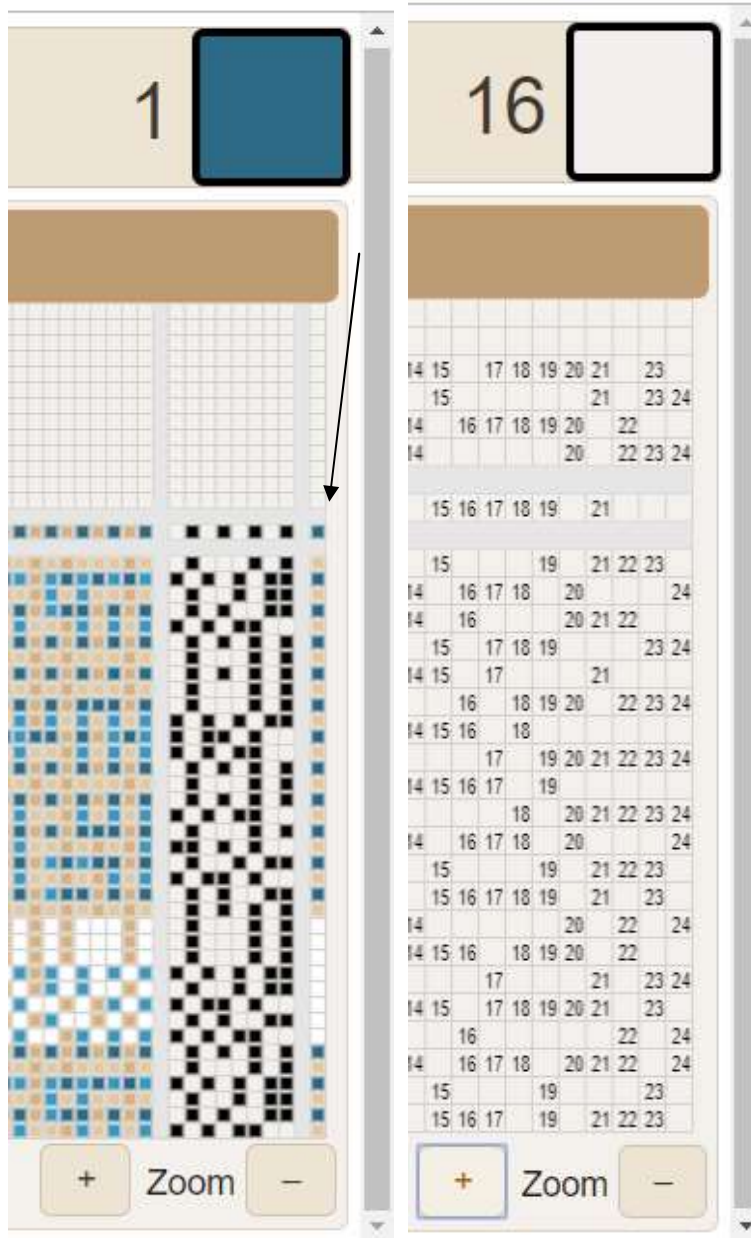 1
+ Zoom –
16
14 15 17 18 19 20 21 23
15 21 23 24
14 16 17 18 19 20 22
14 20 22 23 24
15 16 17 18 19 21
15 19 21 22 23
14 16 17 18 20 24
14 16 20 21 22
15 17 18 19 23 24
14 15 17 21
16 18 19 20 22 23 24
14 15 16 18
17 19 20 21 22 23 24
14 15 16 17 19
18 20 21 22 23 24
14 16 17 18 20 24
15 19 21 22 23
15 16 17 18 19 21 23
14 20 22 24
14 15 16 18 19 20 22
17 21 23 24
14 15 17 18 19 20 21 23
16 22 24
14 16 17 18 20 21 22 24
15 19 23
15 16 17 19 21 22 23
+ Zoom –